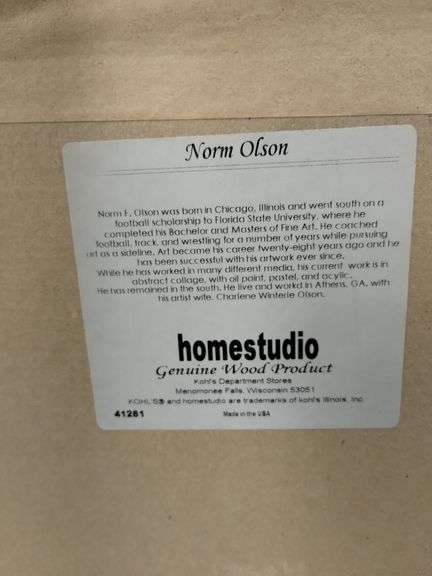 Norm Olson
Norm F. Olson was born in Chicago, Illinois and went south on a
football scholarship to Florida State University, where he
completed his Bachelor and Masters of Fine Art. He coached
football, track, and wrestling for a number of years while pursuing
art as a sideline. Art became his career twenty-eight years ago and he
has been successful with his artwork ever since.
While he has worked in many different media, his current work is in
abstract collage, with oil paint, pastel, and acylic.
He has remained in the south. He live and workd in Athens, GA, with
his artist wife, Charlene Winterle Olson.
homestudio
Genuine Wood Product
Kohl's Department Stores
Menomonee Falls, Wisconsin 53051
KOHL'S® and homestudio are trademarks of kohl's Illinois, Inc.
41281 Made in the USA